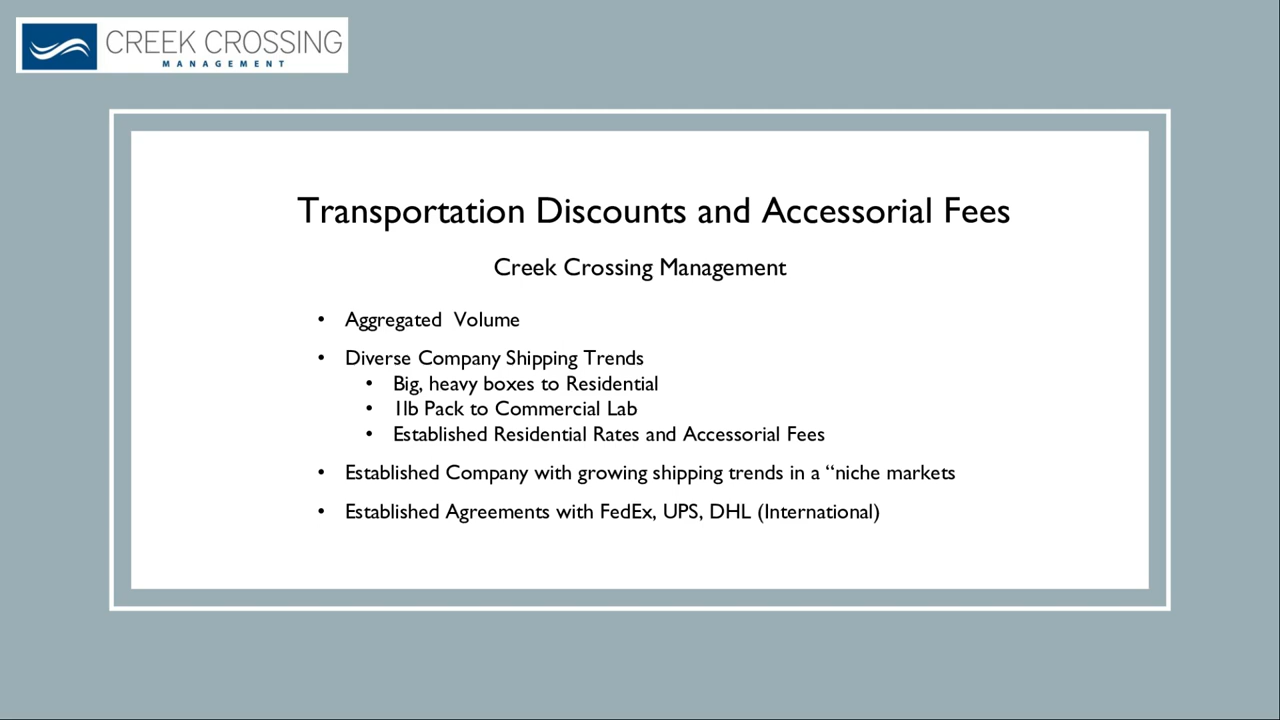 CREEK CROSSING
MANAGEMENT
Transportation Discounts and Accessorial Fees
Creek Crossing Management
• Aggregated  Volume
• Diverse Company Shipping Trends
• Big, heavy boxes to Residential
• 1lb Pack to Commercial Lab
• Established Residential Rates and Accessorial Fees
• Established Company with growing shipping trends in a “niche markets
• Established Agreements with FedEx, UPS, DHL (International)